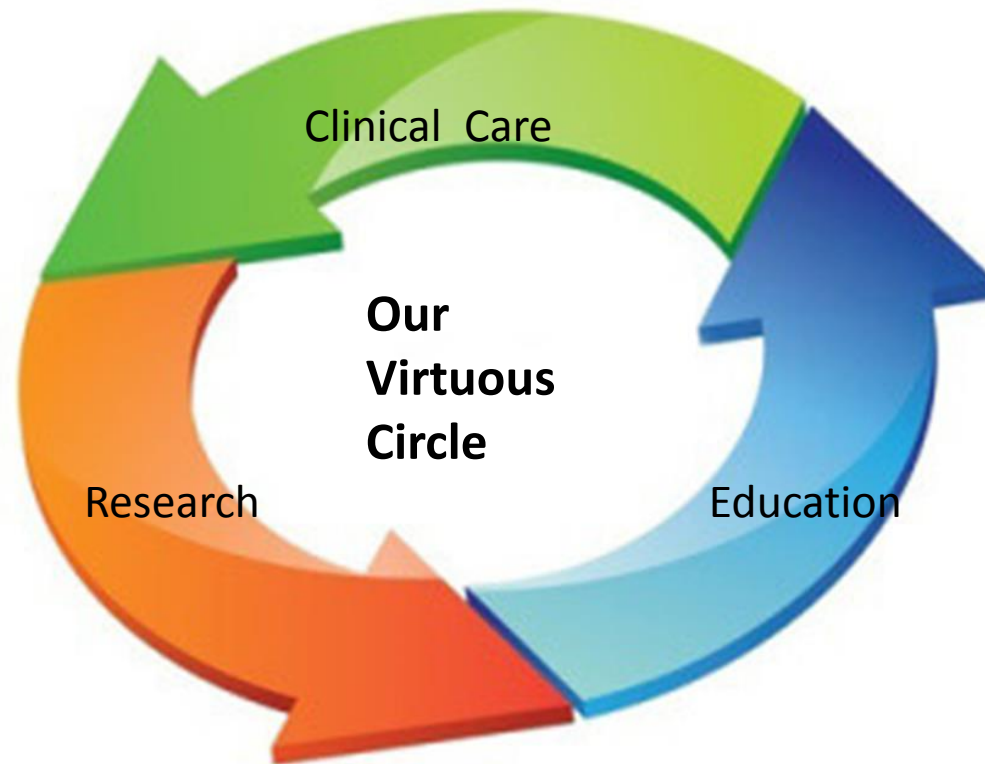 Clinical Care
Our
Virtuous
Circle
Research
Education